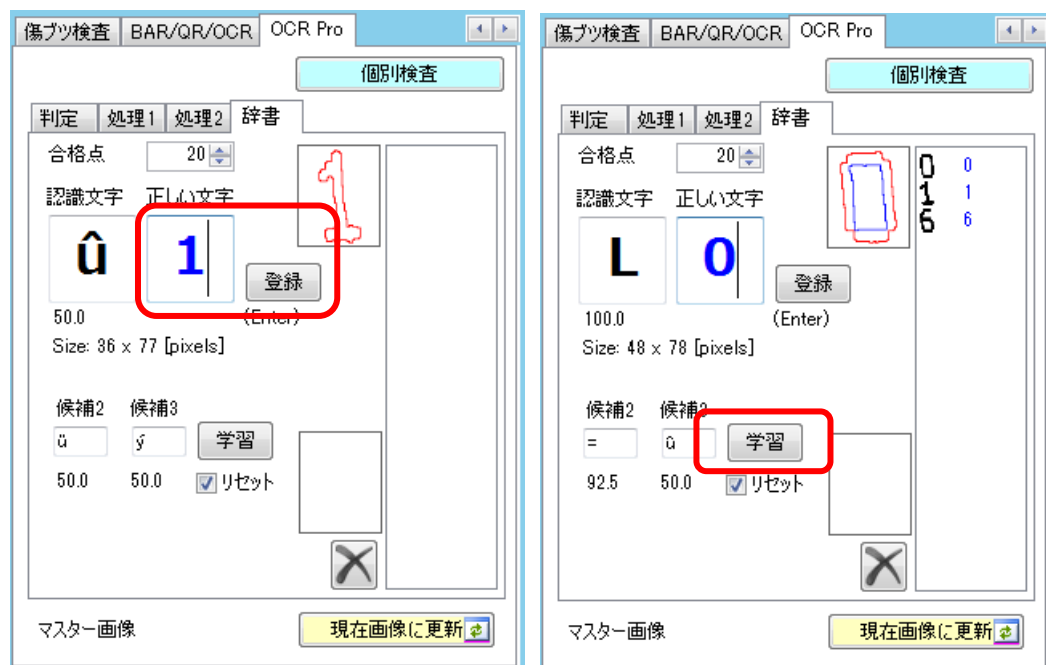 傷ブツ検査 BAR/QR/OCR OCR Pro
個別検査
判定 処理1 処理2 辞書
合格点 20
認識文字 正しい文字
û 1 登録
50.0 (Enter)
Size: 36 x 77 [pixels]
候補2 候補3
ü ý 学習
50.0 50.0 リセット
マスター画像 現在画像に更新
傷ブツ検査 BAR/QR/OCR OCR Pro
個別検査
判定 処理1 処理2 辞書
合格点 20
認識文字 正しい文字
L 0 登録
100.0 (Enter)
Size: 48 x 78 [pixels]
0 0
1 1
6 6
候補2 候補3
= û 学習
92.5 50.0 リセット
マスター画像 現在画像に更新